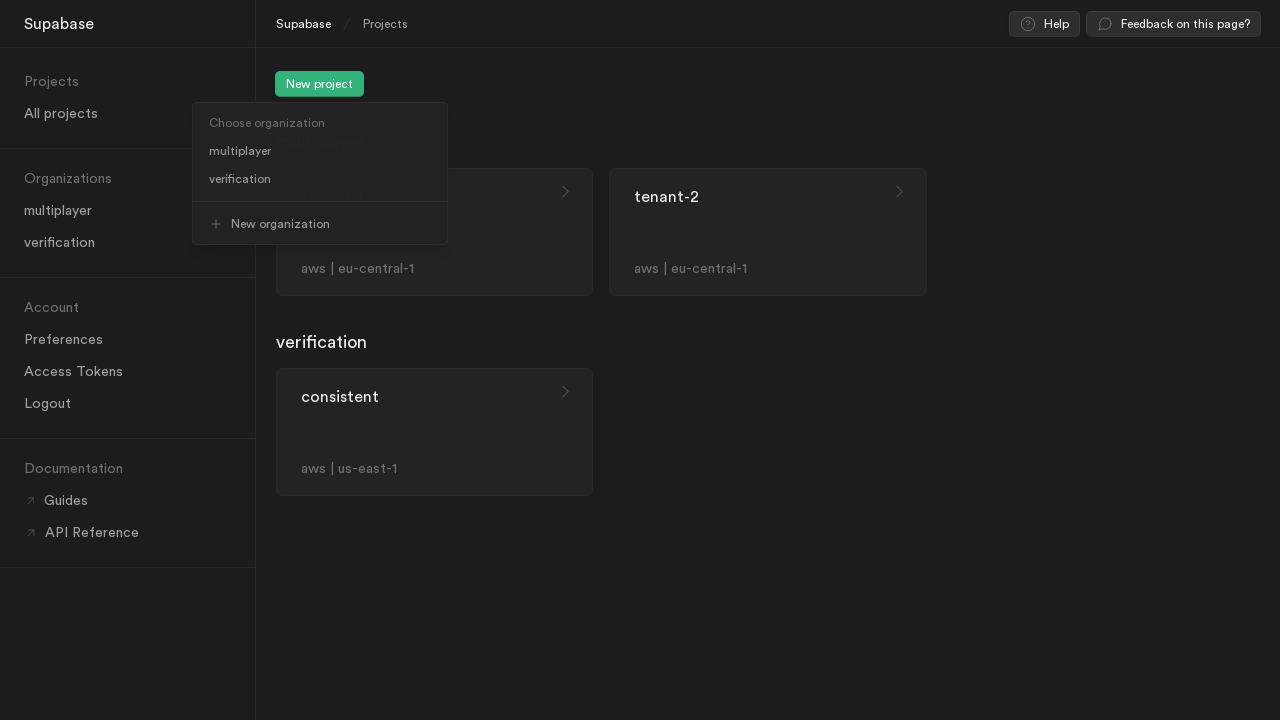 Supabase
Projects
All projects
Organizations
multiplayer
verification
Account
Preferences
Access Tokens
Logout
Documentation
Guides
API Reference
Supabase / Projects
Help
Feedback on this page?
New project
Choose organization
multiplayer
verification
New organization
aws | eu-central-1
tenant-2
aws | eu-central-1
verification
consistent
aws | us-east-1